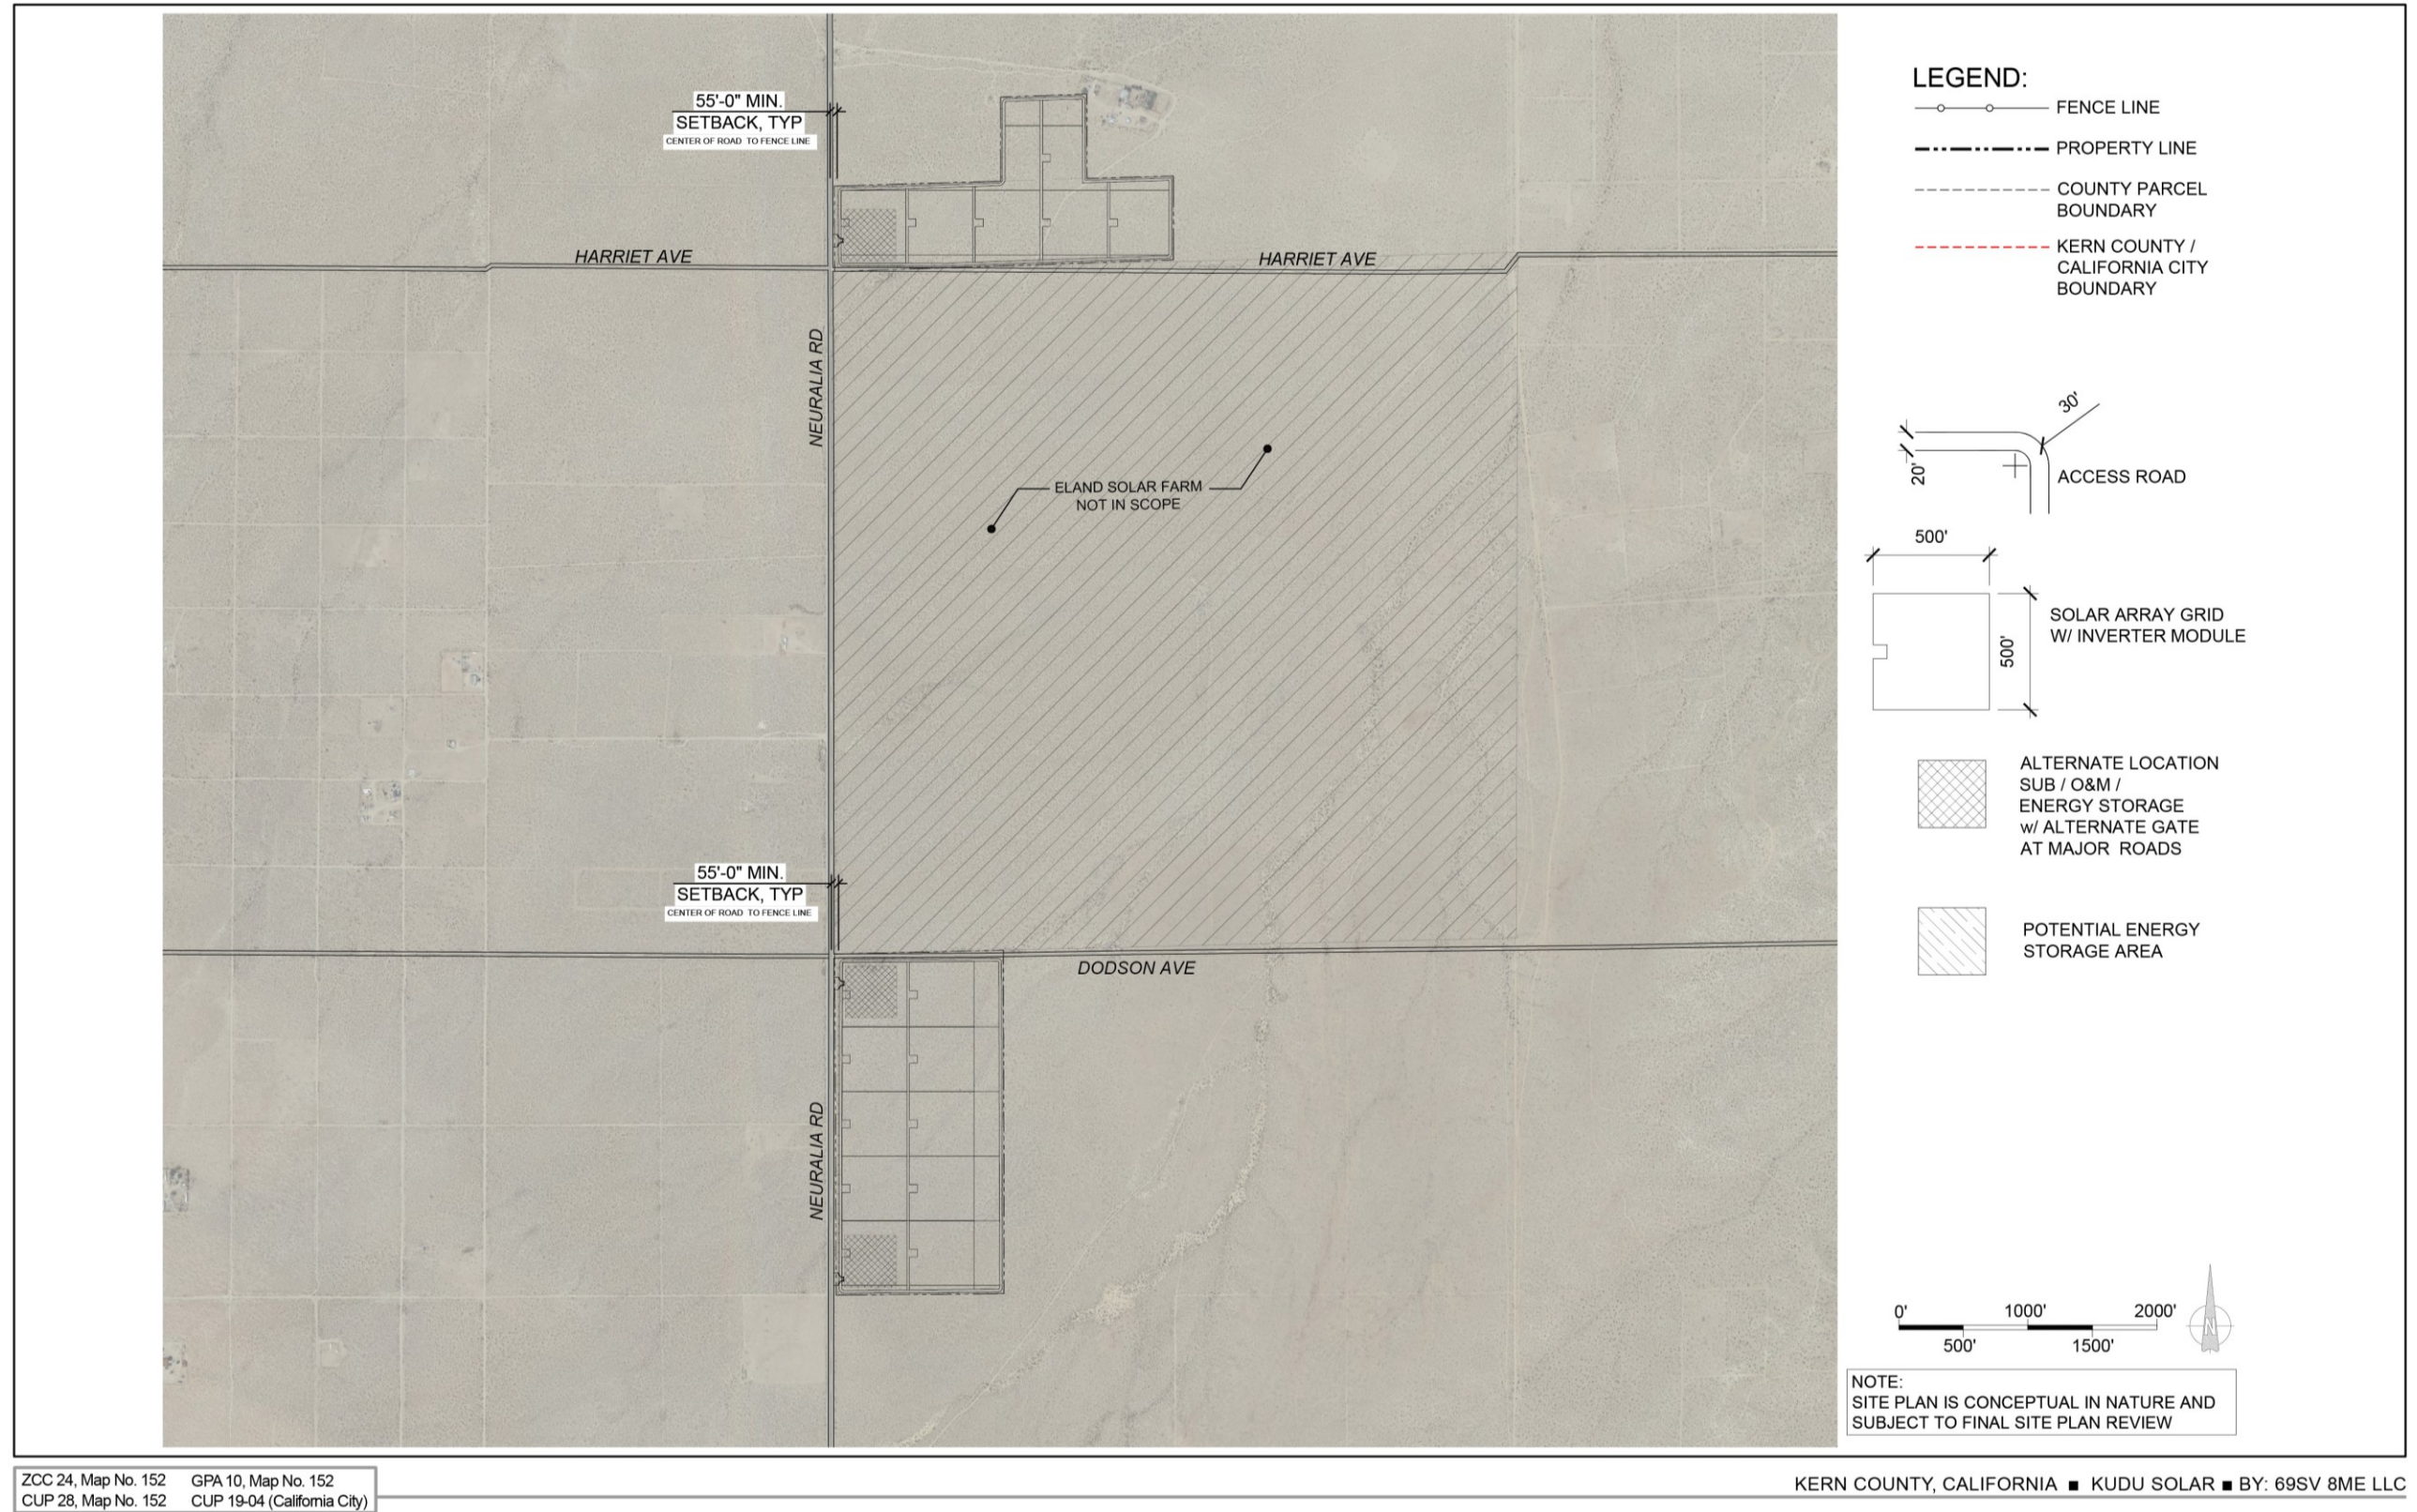 55'-0" MIN.
SETBACK, TYP
CENTER OF ROAD TO FENCE LINE
HARRIET AVE
HARRIET AVE
NEURALIA RD
ELAND SOLAR FARM
NOT IN SCOPE
55'-0" MIN.
SETBACK, TYP
CENTER OF ROAD TO FENCE LINE
DODSON AVE
NEURALIA RD
LEGEND:
FENCE LINE
PROPERTY LINE
COUNTY PARCEL
BOUNDARY
KERN COUNTY /
CALIFORNIA CITY
BOUNDARY
30'
20'
ACCESS ROAD
500'
500'
SOLAR ARRAY GRID
W/ INVERTER MODULE
ALTERNATE LOCATION
SUB / O&M /
ENERGY STORAGE
w/ ALTERNATE GATE
AT MAJOR ROADS
POTENTIAL ENERGY
STORAGE AREA
0' 1000' 2000'
500' 1500'
N
NOTE:
SITE PLAN IS CONCEPTUAL IN NATURE AND
SUBJECT TO FINAL SITE PLAN REVIEW
ZCC 24, Map No. 152 GPA 10, Map No. 152
CUP 28, Map No. 152 CUP 19-04 (California City)
KERN COUNTY, CALIFORNIA ■ KUDU SOLAR ■ BY: 69SV 8ME LLC